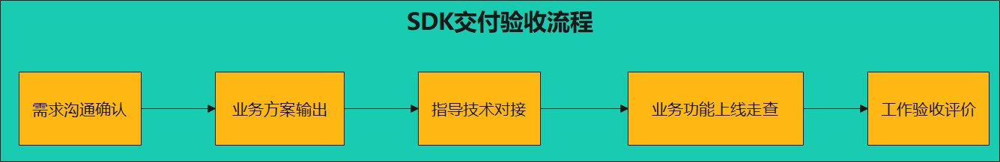 SDK交付验收流程
需求沟通确认
业务方案输出
指导技术对接
业务功能上线走查
工作验收评价